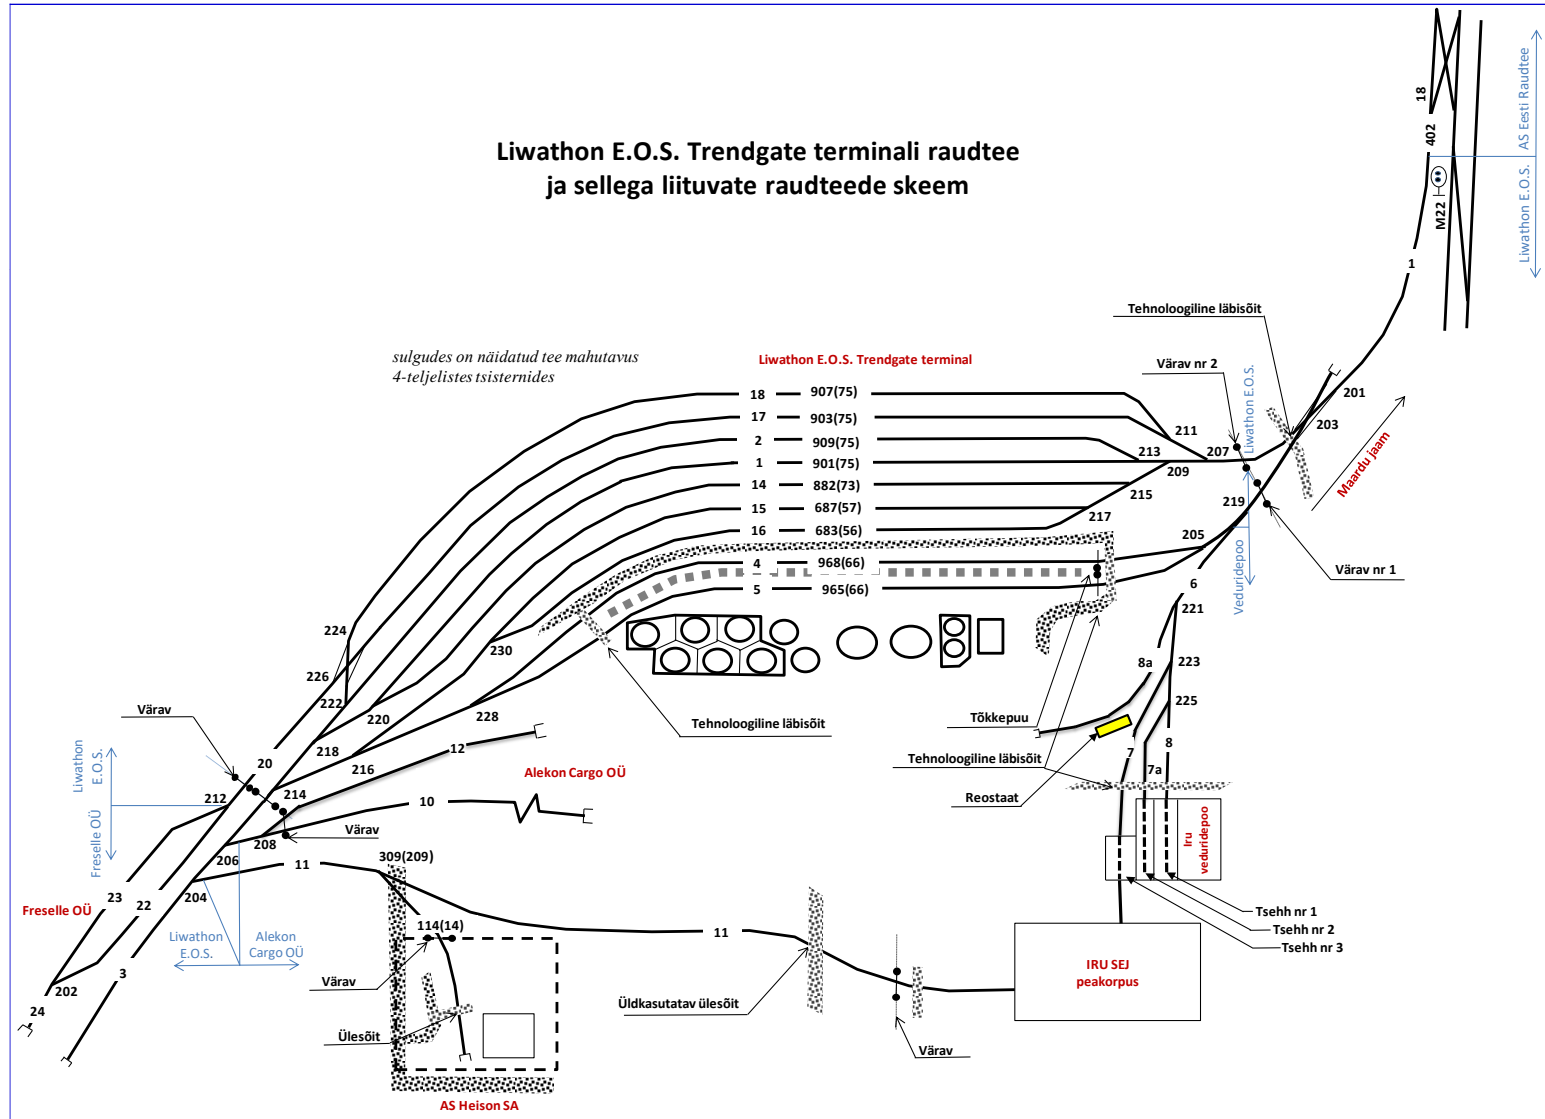 Liwathon E.O.S. Trendgate terminali raudtee
ja sellega liituvate raudteede skeem
18
402
AS Eesti Raudtee
Liwathon E.O.S.
M22
1
Tehnoloogiline läbisõit
sulgudes on näidatud tee mahutavus
4-teljelistes tsisternides
Liwathon E.O.S. Trendgate terminal
Värav nr 2
Liwathon E.O.S.
18
907(75)
201
17
903(75)
203
211
2
909(75)
213
207
1
901(75)
209
Maardu jaam
14
882(73)
215
15
687(57)
217
219
16
683(56)
205
4
968(66)
Veduridepoo
Värav nr 1
5
965(66)
6
221
224
230
226
8a
223
222
220
228
225
Värav
Tehnoloogiline läbisõit
Tõkkepuu
218
12
7
8
Liwathon
E.O.S.
20
216
Tehnoloogiline läbisõit
7a
Alekon Cargo OÜ
212
214
10
Reostaat
Freselle OÜ
Värav
208
206
11
309(209)
Iru
veduridepoo
204
23
22
Freselle OÜ
Tsehh nr 1
Tsehh nr 2
Tsehh nr 3
114(14)
11
Liwathon
E.O.S.
Alekon
Cargo OÜ
IRU SEJ
peakorpus
3
202
Värav
24
Üldkasutatav ülesõit
Ülesõit
Värav
AS Heison SA